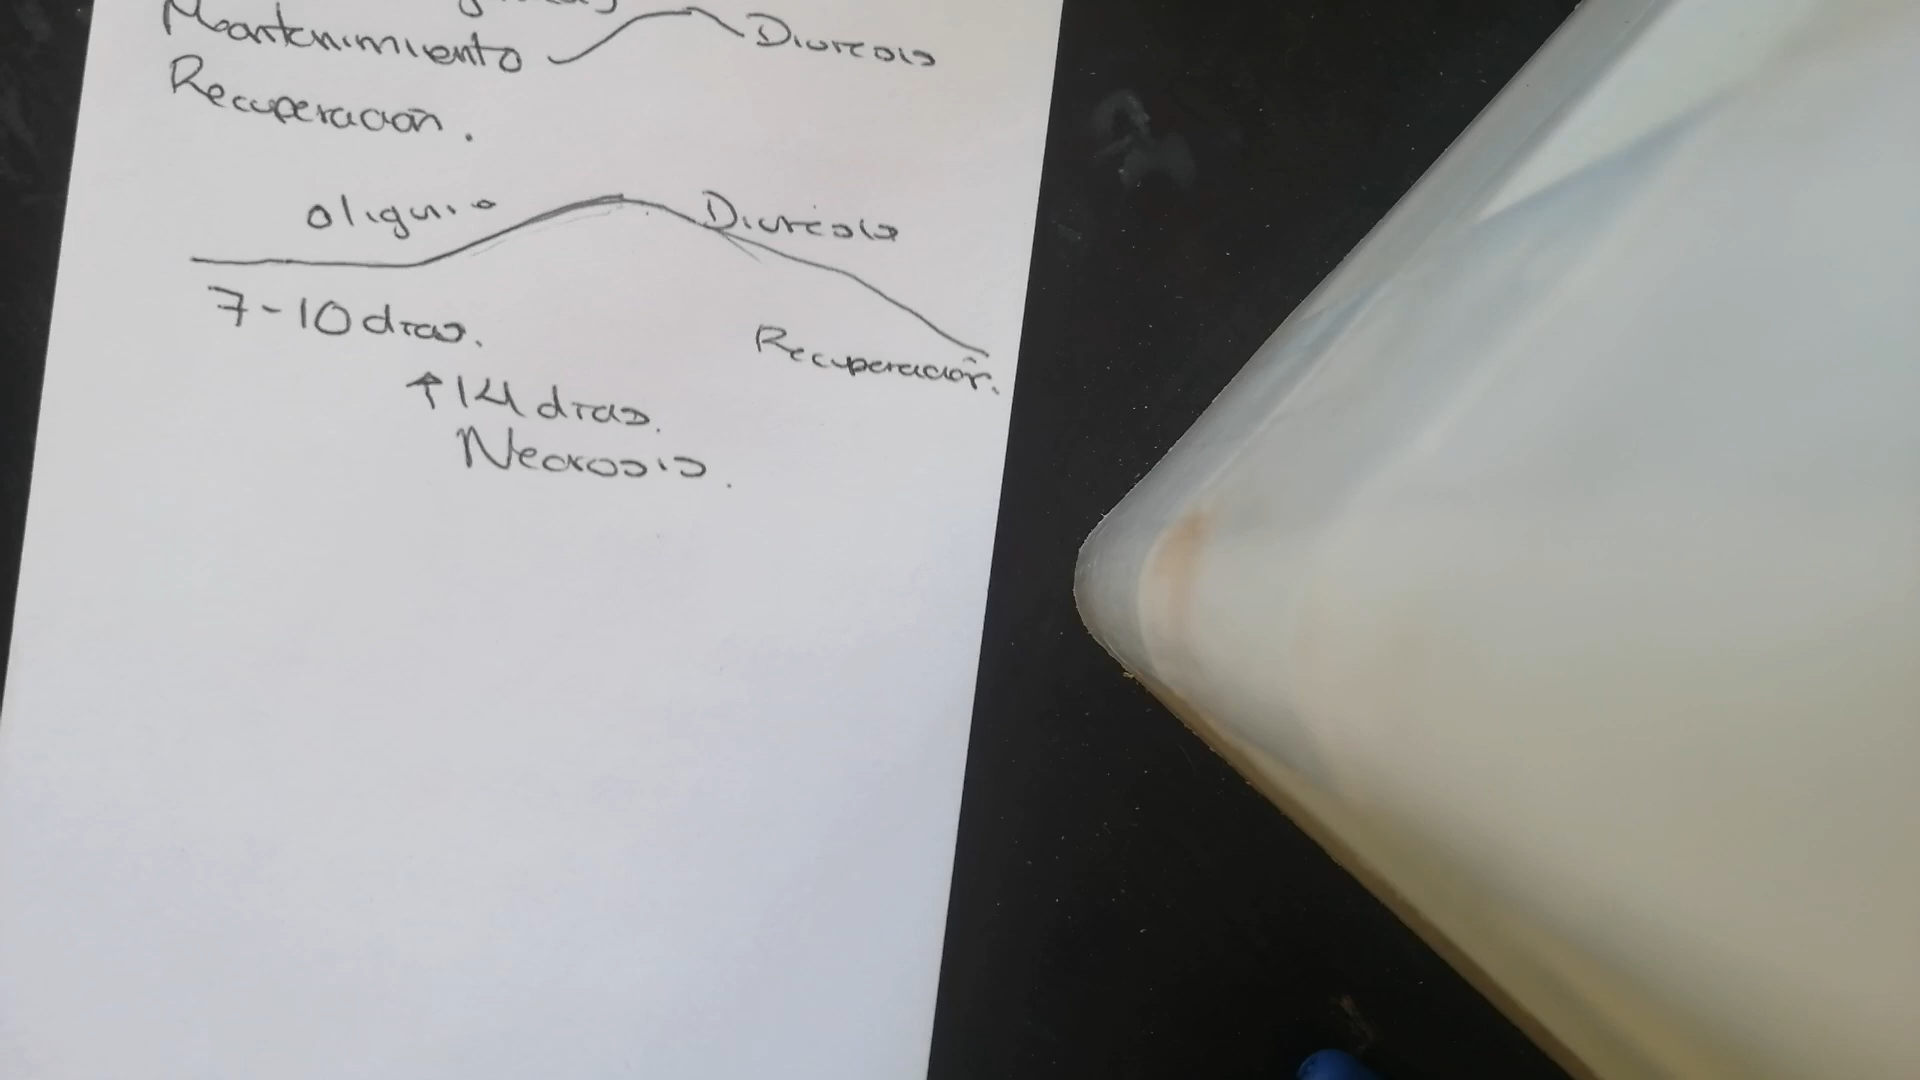 Mantenimiento Diuresis
Recuperación.
oliguria Diuresis
7-10 días.
Recuperación.
↑14 días.
Necrosis.